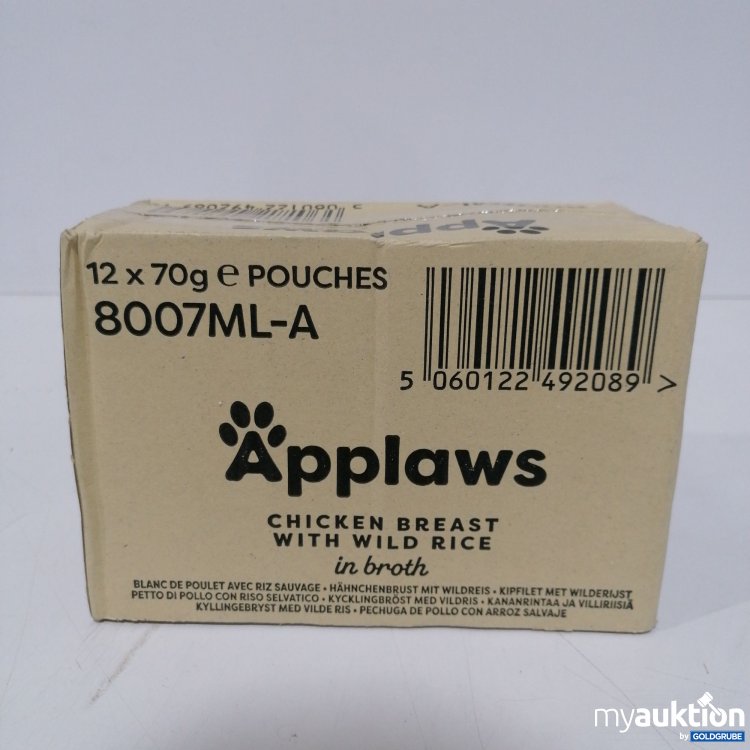 12 x 70g ℮ POUCHES
8007ML-A
5 060122 492089 >
Applaws
CHICKEN BREAST
WITH WILD RICE
in broth
BLANC DE POULET AVEC RIZ SAUVAGE • HÄHNCHENBRUST MIT WILDREIS • KIPFILET MET WILDERIJST
PETTO DI POLLO CON RISO SELVATICO • KYCKLINGBRÖST MED VILDRIS • KANANRINTAA JA VILLIRIISIÄ
KYLLINGEBRYST MED VILDE RIS • PECHUGA DE POLLO CON ARROZ SALVAJE
myauktion
by GOLDGRUBE